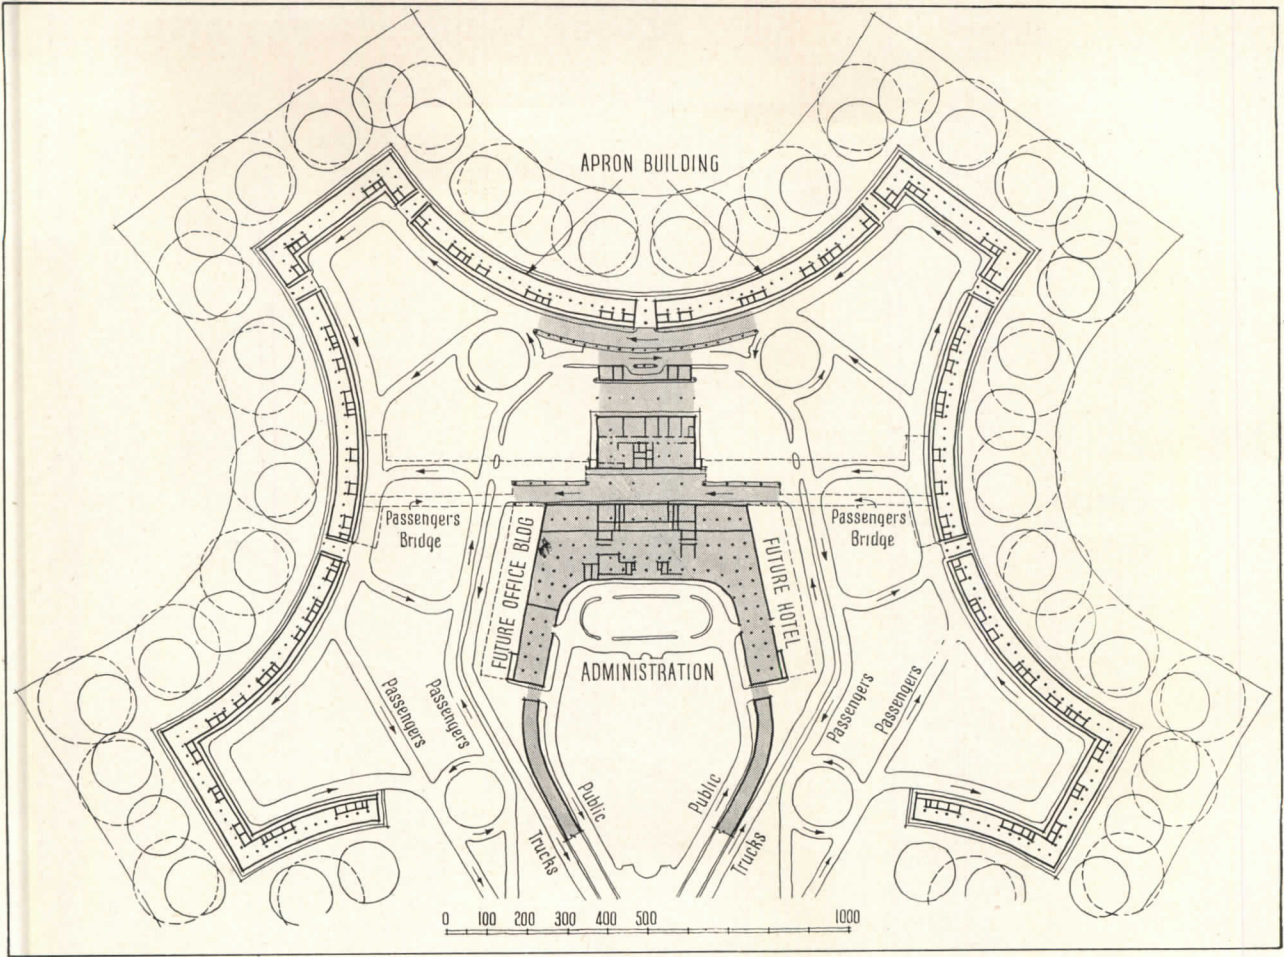 APRON BUILDING
Passengers
Bridge
Passengers
Bridge
FUTURE OFFICE BLDG
FUTURE HOTEL
ADMINISTRATION
Passengers
Passengers
Passengers
Passengers
Public
Public
Trucks
Trucks
0 100 200 300 400 500 1000